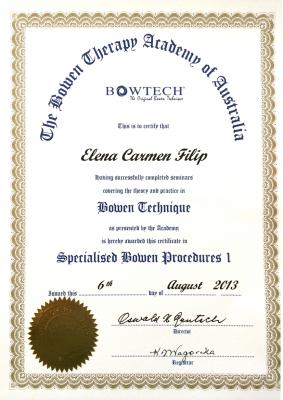 The Bowen Therapy Academy of Australia
BOWTECH®
The Original Bowen Technique
This is to certify that
Elena Carmen Filip
Having successfully completed seminars
covering the theory and practice in
Bowen Technique
as presented by the Academy
is hereby awarded this certificate in
Specialised Bowen Procedures 1
Issued this 6th day of August 2013
Director
Registrar